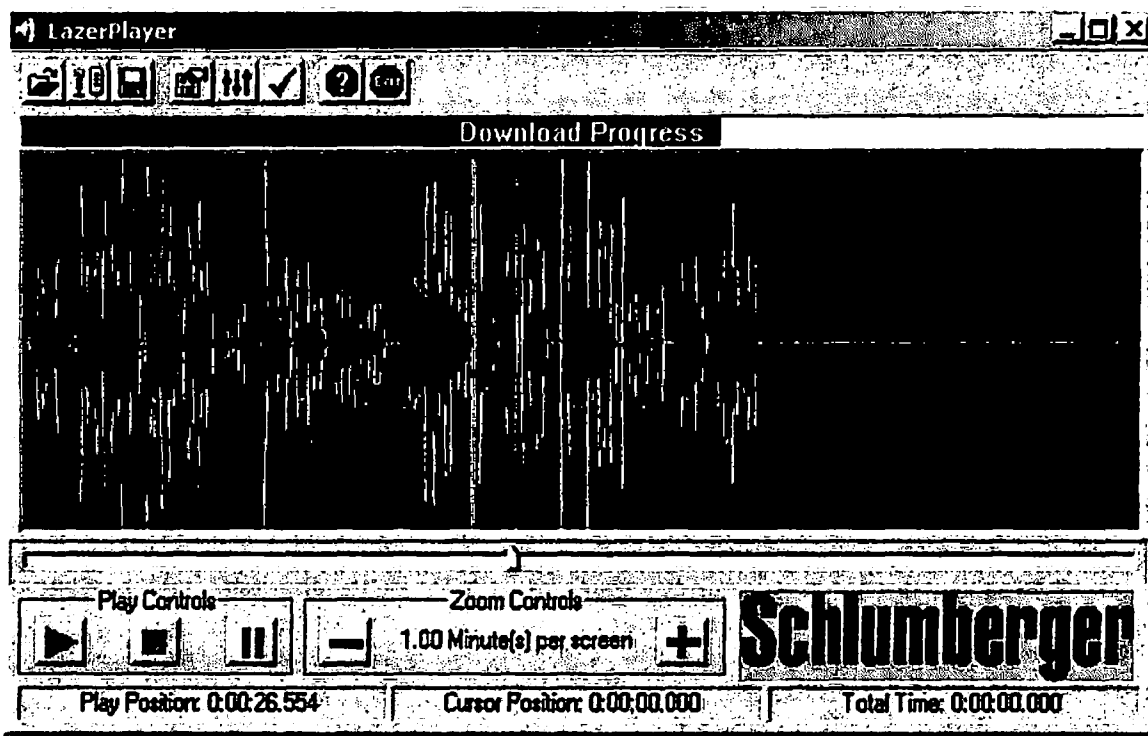 LazerPlayer
Download Progress
Play Controls
Zoom Controls
1.00 Minute(s) per screen
Schlumberger
Play Position: 0:00:26.554
Cursor Position: 0:00:00.000
Total Time: 0:00:00.000